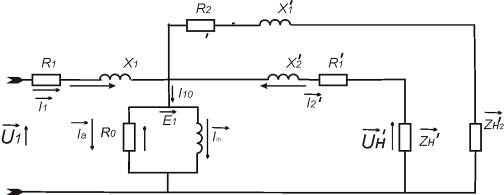 R2 X1′
R1 X1 X2′ R1′
I1 I10 I2′
E1
U1 Ia R0 Im UH′ ZH′ ZH2